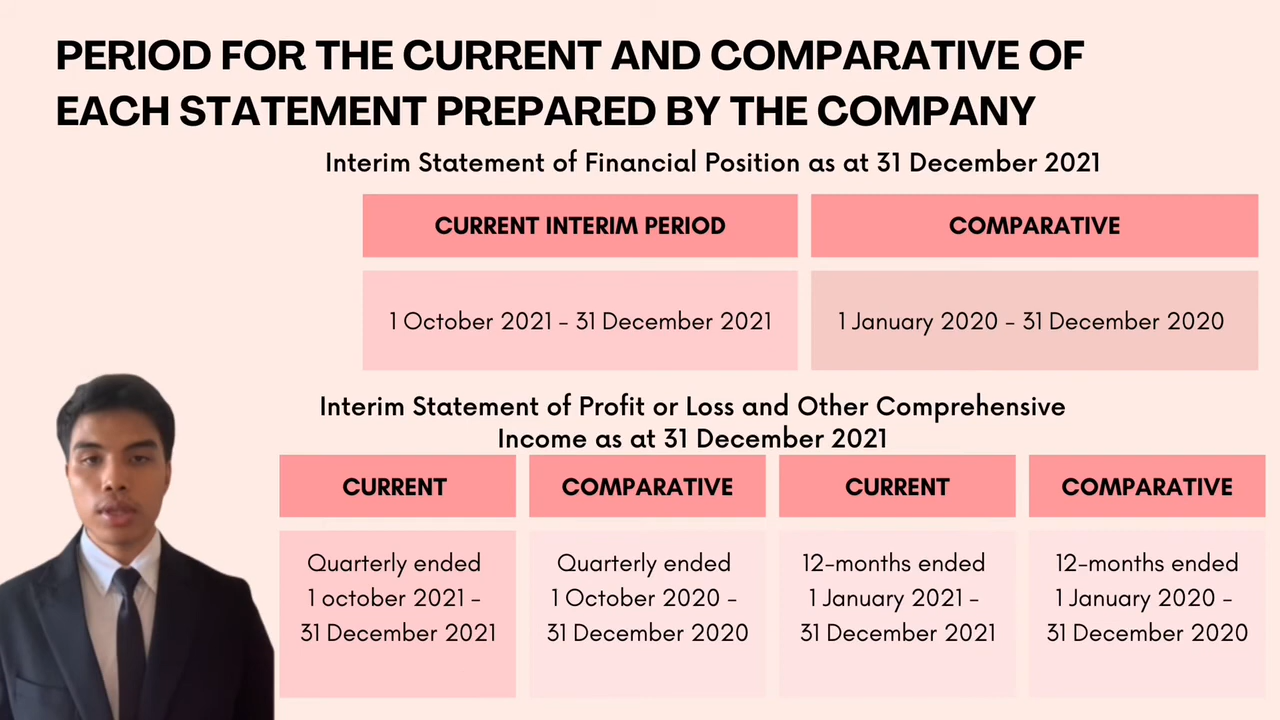 PERIOD FOR THE CURRENT AND COMPARATIVE OF
EACH STATEMENT PREPARED BY THE COMPANY
Interim Statement of Financial Position as at 31 December 2021
CURRENT INTERIM PERIOD
COMPARATIVE
1 October 2021 - 31 December 2021
1 January 2020 - 31 December 2020
Interim Statement of Profit or Loss and Other Comprehensive
Income as at 31 December 2021
CURRENT
COMPARATIVE
CURRENT
COMPARATIVE
Quarterly ended
1 october 2021 -
31 December 2021
Quarterly ended
1 October 2020 -
31 December 2020
12-months ended
1 January 2021 -
31 December 2021
12-months ended
1 January 2020 -
31 December 2020